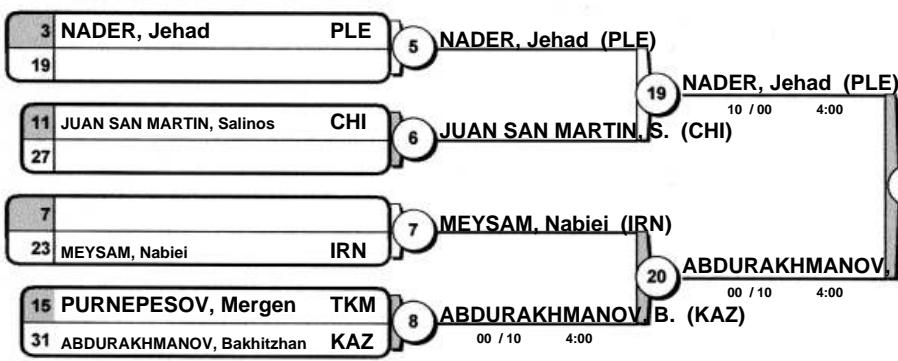 3 NADER, Jehad PLE
19
5 NADER, Jehad (PLE)
11 JUAN SAN MARTIN, Salinos CHI
27
6 JUAN SAN MARTIN, S. (CHI)
19 NADER, Jehad (PLE)
10 / 00 4:00
7
23 MEYSAM, Nabiei IRN
7 MEYSAM, Nabiei (IRN)
15 PURNEPESOV, Mergen TKM
31 ABDURAKHMANOV, Bakhitzhan KAZ
8 ABDURAKHMANOV, B. (KAZ)
00 / 10 4:00
20 ABDURAKHMANOV,
00 / 10 4:00